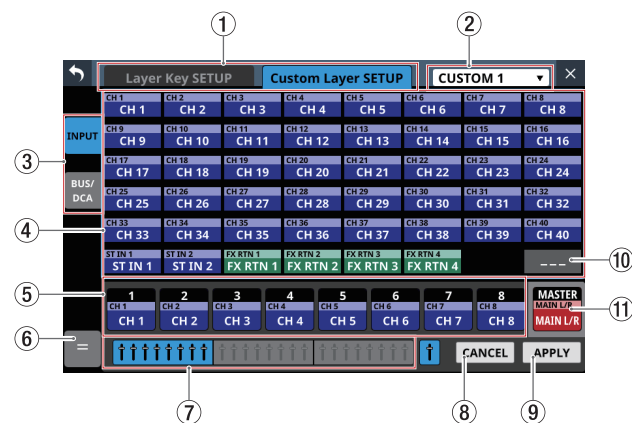 ① ②
Layer Key SETUP Custom Layer SETUP CUSTOM 1 ▼ ×
CH 1 CH 2 CH 3 CH 4 CH 5 CH 6 CH 7 CH 8
CH 1 CH 2 CH 3 CH 4 CH 5 CH 6 CH 7 CH 8
INPUT
CH 9 CH 10 CH 11 CH 12 CH 13 CH 14 CH 15 CH 16
CH 9 CH 10 CH 11 CH 12 CH 13 CH 14 CH 15 CH 16
③
CH 17 CH 18 CH 19 CH 20 CH 21 CH 22 CH 23 CH 24
CH 17 CH 18 CH 19 CH 20 CH 21 CH 22 CH 23 CH 24
BUS/
DCA
CH 25 CH 26 CH 27 CH 28 CH 29 CH 30 CH 31 CH 32
CH 25 CH 26 CH 27 CH 28 CH 29 CH 30 CH 31 CH 32
④
CH 33 CH 34 CH 35 CH 36 CH 37 CH 38 CH 39 CH 40
CH 33 CH 34 CH 35 CH 36 CH 37 CH 38 CH 39 CH 40
ST IN 1 ST IN 2 FX RTN 1 FX RTN 2 FX RTN 3 FX RTN 4
ST IN 1 ST IN 2 FX RTN 1 FX RTN 2 FX RTN 3 FX RTN 4 ___ ⑩
⑤ 1 2 3 4 5 6 7 8 MASTER
CH 1 CH 2 CH 3 CH 4 CH 5 CH 6 CH 7 CH 8 MAIN L/R ⑪
CH 1 CH 2 CH 3 CH 4 CH 5 CH 6 CH 7 CH 8 MAIN L/R
⑥ = CANCEL APPLY
⑦ ⑧ ⑨